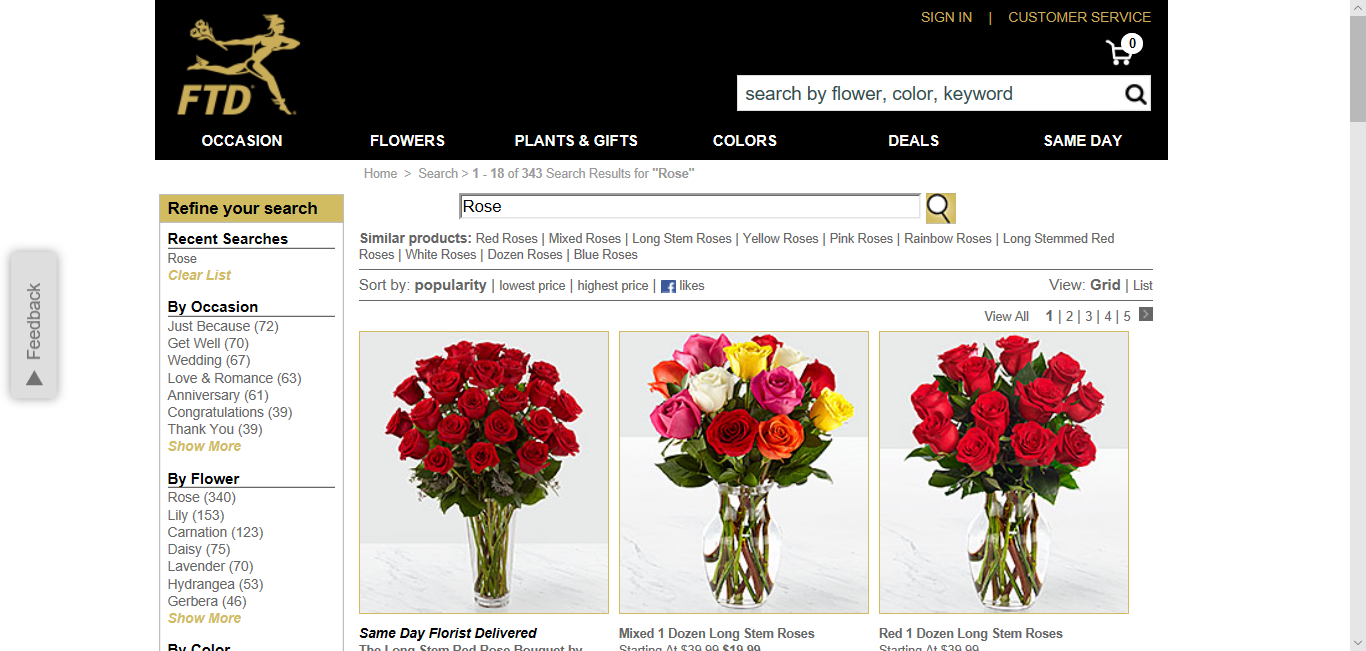 SIGN IN | CUSTOMER SERVICE
0
FTD
search by flower, color, keyword
OCCASION FLOWERS PLANTS & GIFTS COLORS DEALS SAME DAY
Home > Search > 1 - 18 of 343 Search Results for "Rose"
Refine your search
Recent Searches
Rose
Clear List
By Occasion
Just Because (72)
Get Well (70)
Wedding (67)
Love & Romance (63)
Anniversary (61)
Congratulations (39)
Thank You (39)
Show More
By Flower
Rose (340)
Lily (153)
Carnation (123)
Daisy (75)
Lavender (70)
Hydrangea (53)
Gerbera (46)
Show More
By Color
Feedback
Rose
Similar products: Red Roses | Mixed Roses | Long Stem Roses | Yellow Roses | Pink Roses | Rainbow Roses | Long Stemmed Red
Roses | White Roses | Dozen Roses | Blue Roses
Sort by: popularity | lowest price | highest price | f likes
View: Grid | List
View All 1 | 2 | 3 | 4 | 5 >
Same Day Florist Delivered
The Long Stem Red Rose Bouquet by
Mixed 1 Dozen Long Stem Roses
Starting At $39.99 $19.99
Red 1 Dozen Long Stem Roses
Starting At $39.99